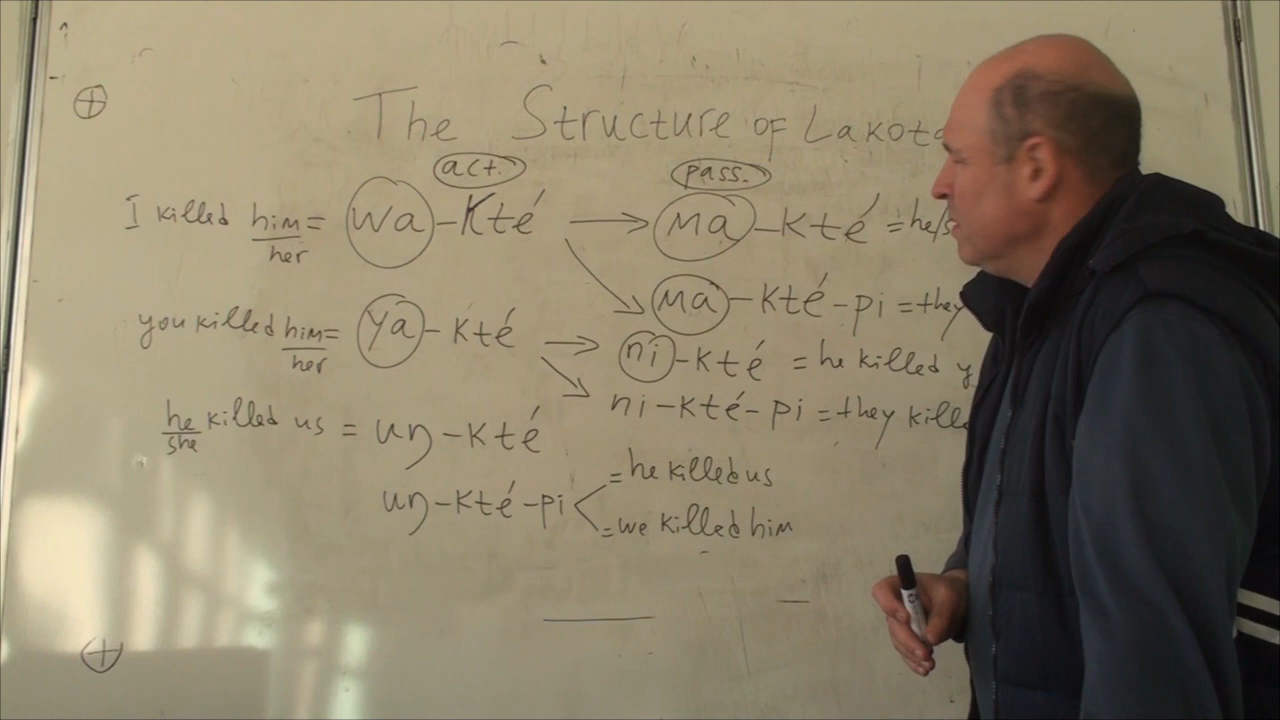 The Structure of Lakota
act. pass.
I killed him/her = wa-Kté → ma-Kté = he/s
ma-Kté-pi = they
you killed him/her = ya-Kté → ni-Kté = he killed y
ni-Kté-pi = they kille
he/she killed us = uŋ-Kté
uŋ-Kté-pi = he killed us
= we killed him